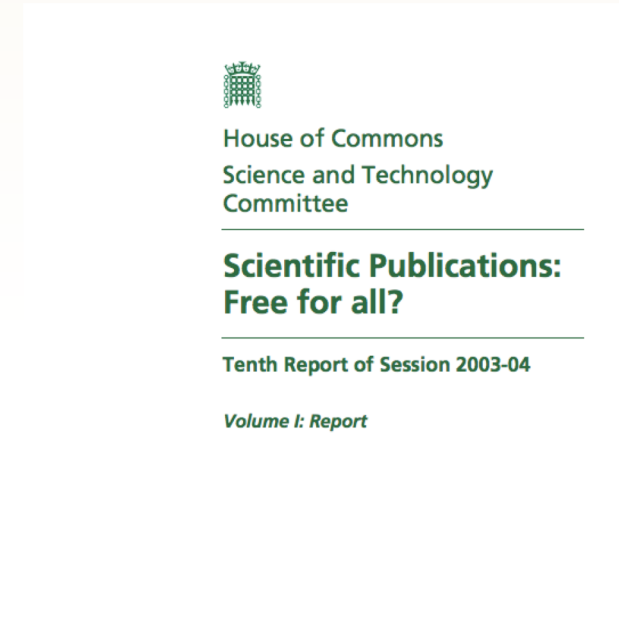 House of Commons
Science and Technology
Committee
Scientific Publications:
Free for all?
Tenth Report of Session 2003-04
Volume I: Report